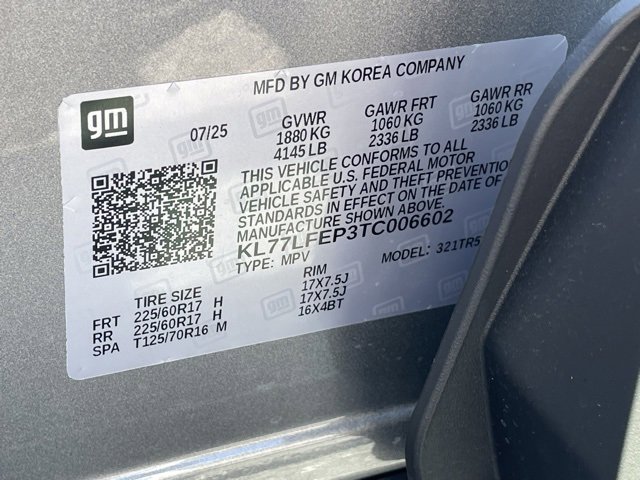 MFD BY GM KOREA COMPANY
gm
07/25
GVWR
1880 KG
4145 LB
GAWR FRT
1060 KG
2336 LB
GAWR RR
1060 KG
2336 LB
THIS VEHICLE CONFORMS TO ALL
APPLICABLE U.S. FEDERAL MOTOR
VEHICLE SAFETY AND THEFT PREVENTIO
STANDARDS IN EFFECT ON THE DATE OF
MANUFACTURE SHOWN ABOVE.
KL77LFEP3TC006602
TYPE: MPV
MODEL: 321TR5
TIRE SIZE
RIM
FRT 225/60R17 H 17X7.5J
RR 225/60R17 H 17X7.5J
SPA T125/70R16 M 16X4BT